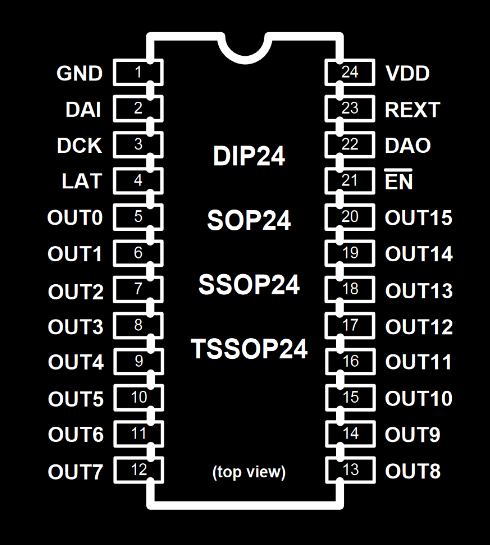 GND 1 24 VDD
DAI 2 23 REXT
DCK 3 22 DAO
DIP24
LAT 4 21 E̅N̅
OUT0 5 20 OUT15
SOP24
OUT1 6 19 OUT14
OUT2 7 18 OUT13
SSOP24
OUT3 8 17 OUT12
TSSOP24
OUT4 9 16 OUT11
OUT5 10 15 OUT10
OUT6 11 14 OUT9
OUT7 12 (top view) 13 OUT8